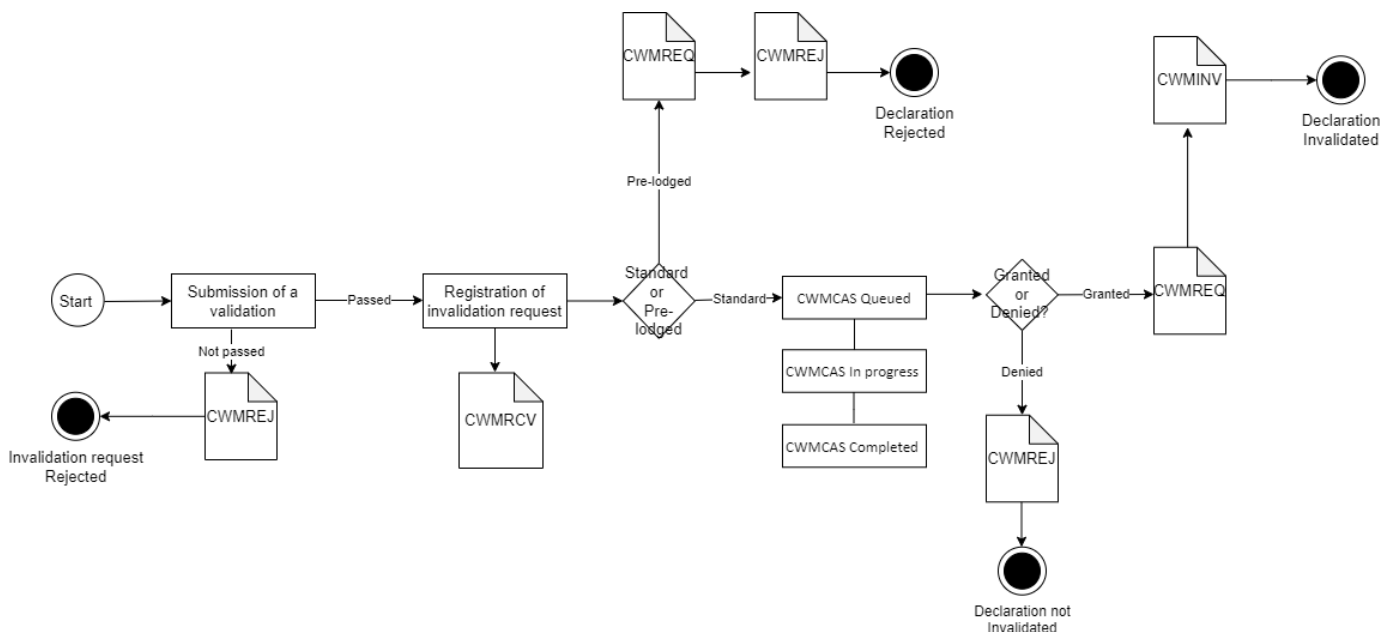 CWMREQ
CWMREJ
Declaration
Rejected
CWMINV
Declaration
Invalidated
Pre-lodged
Start
Submission of a
validation
Passed
Registration of
invalidation request
Standard
or
Pre-
lodged
Standard
CWMCAS Queued
CWMCAS In progress
CWMCAS Completed
Granted
or
Denied?
Granted
CWMREQ
Not passed
CWMREJ
Invalidation request
Rejected
CWMRCV
Denied
CWMREJ
Declaration not
Invalidated